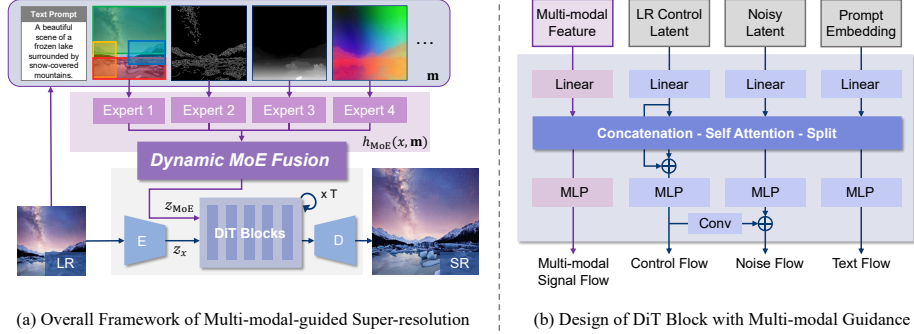 Text Prompt
A beautiful
scene of a
frozen lake
surrounded by
snow-covered
mountains.
...
m
Expert 1
Expert 2
Expert 3
Expert 4
h_MoE(x, m)
Dynamic MoE Fusion
z_MoE
x T
LR
E
z_x
DiT Blocks
D
SR
(a) Overall Framework of Multi-modal-guided Super-resolution
Multi-modal
Feature
LR Control
Latent
Noisy
Latent
Prompt
Embedding
Linear
Linear
Linear
Linear
Concatenation - Self Attention - Split
MLP
MLP
MLP
MLP
Conv
Multi-modal
Signal Flow
Control Flow
Noise Flow
Text Flow
(b) Design of DiT Block with Multi-modal Guidance